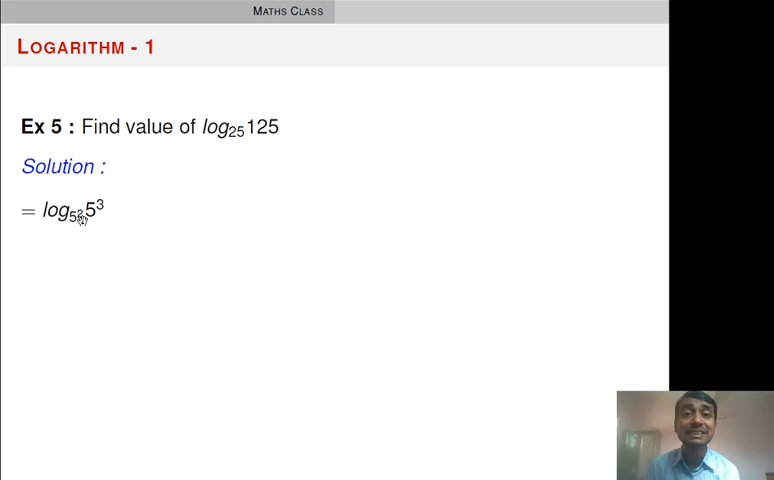 MATHS CLASS
LOGARITHM - 1
Ex 5 : Find value of log₂₅125
Solution :
= log₅²5³